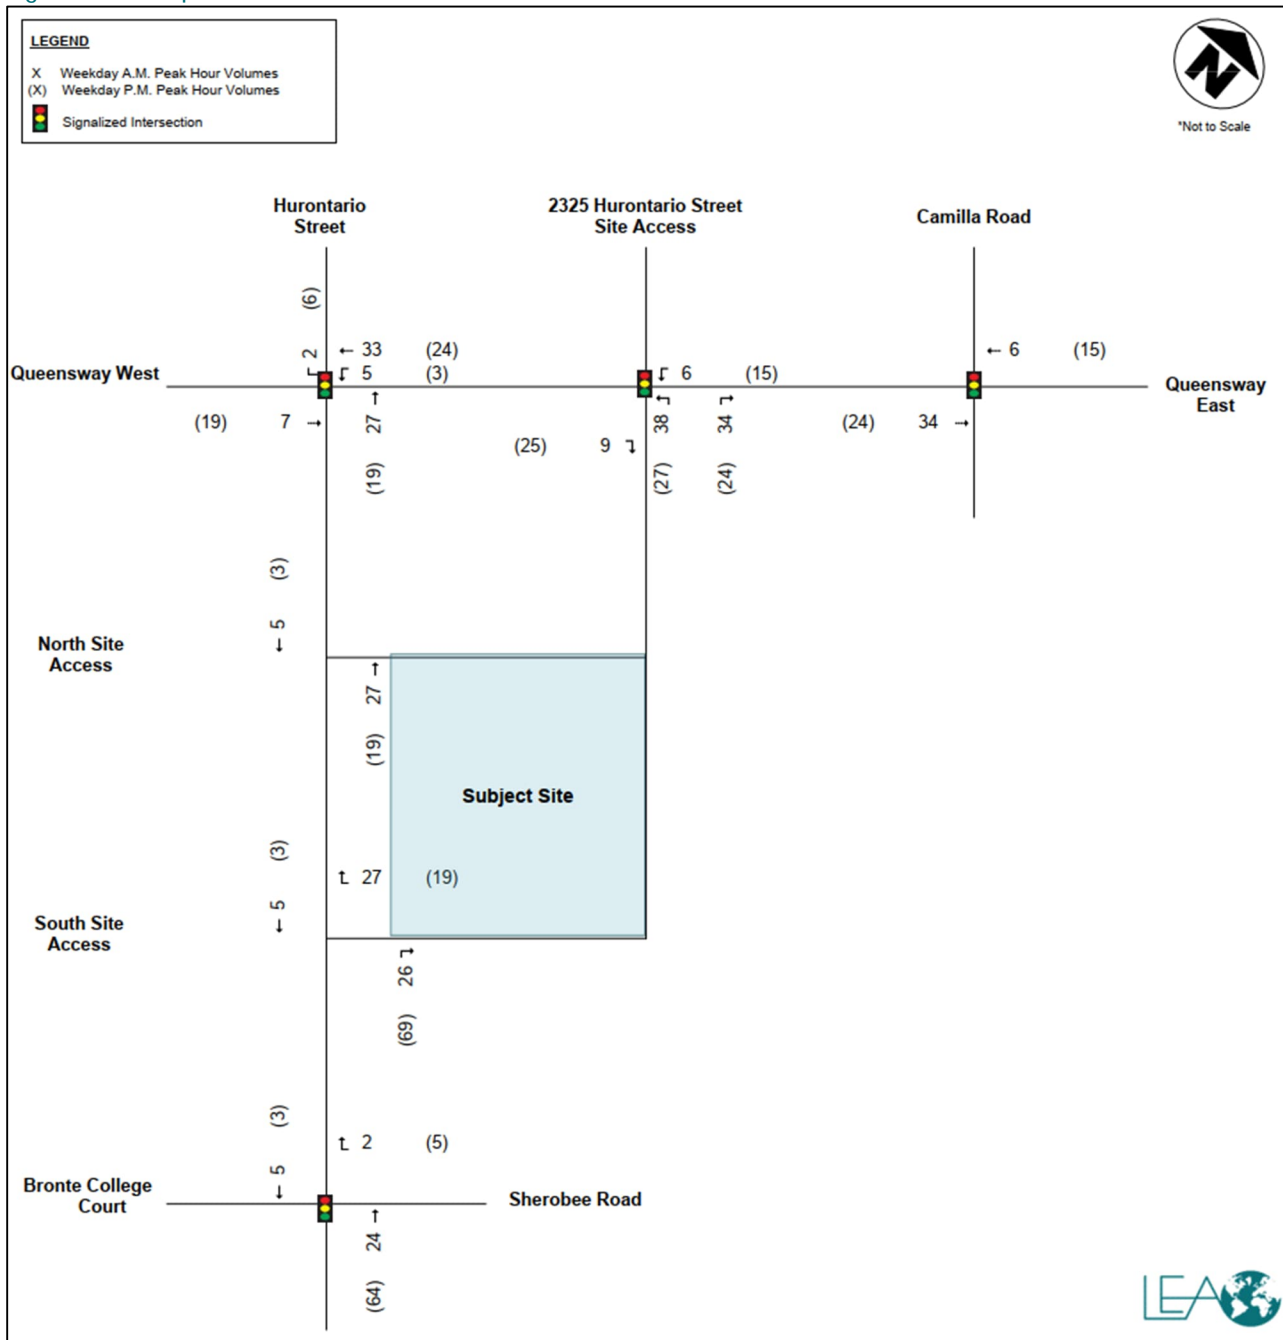 LEGEND
X Weekday A.M. Peak Hour Volumes
(X) Weekday P.M. Peak Hour Volumes
Signalized Intersection
N
*Not to Scale
Hurontario
Street
2325 Hurontario Street
Site Access
Camilla Road
(6)
2
← 33 (24)
5 (3)
6 (15)
← 6 (15)
Queensway West
Queensway
East
(19) 7 →
↑
27
(19)
(25) 9
38
(27)
34
(24)
(24) 34 →
(3)
5
↓
North Site
Access
↑
27
(19)
Subject Site
(3)
5
↓
27 (19)
South Site
Access
26
(69)
(3)
5
↓
2 (5)
Bronte College
Court
Sherobee Road
↑
24
(64)
LEA